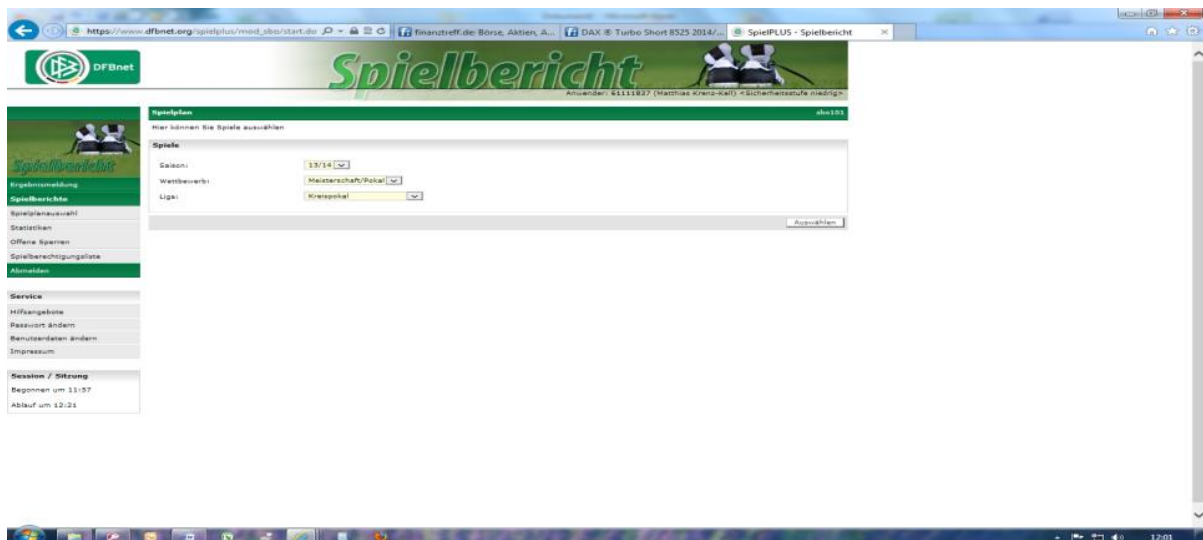 https://www.dfbnet.org/spielplus/mod_sbo/start.do
finanztreff.de: Börse, Aktien, A...
DAX ® Turbo Short 8525 2014/...
SpielPLUS - Spielbericht
DFBnet
Spielbericht
Anwender: 61111837 (Matthias Krenz-Kell) <Sicherheitsstufe niedrig>
Spielbericht
Ergebnismeldung
Spielberichte
Spielplanauswahl
Statistiken
Offene Sperren
Spielberechtigungsliste
Abmelden
Service
Hilfsangebote
Passwort ändern
Benutzerdaten ändern
Impressum
Session / Sitzung
Begonnen um 11:57
Ablauf um 12:21
Spielplan
sbo101
Hier können Sie Spiele auswählen
Spiele
Saison: 13/14
Wettbewerb: Meisterschaft/Pokal
Liga: Kreispokal
Auswählen
12:01